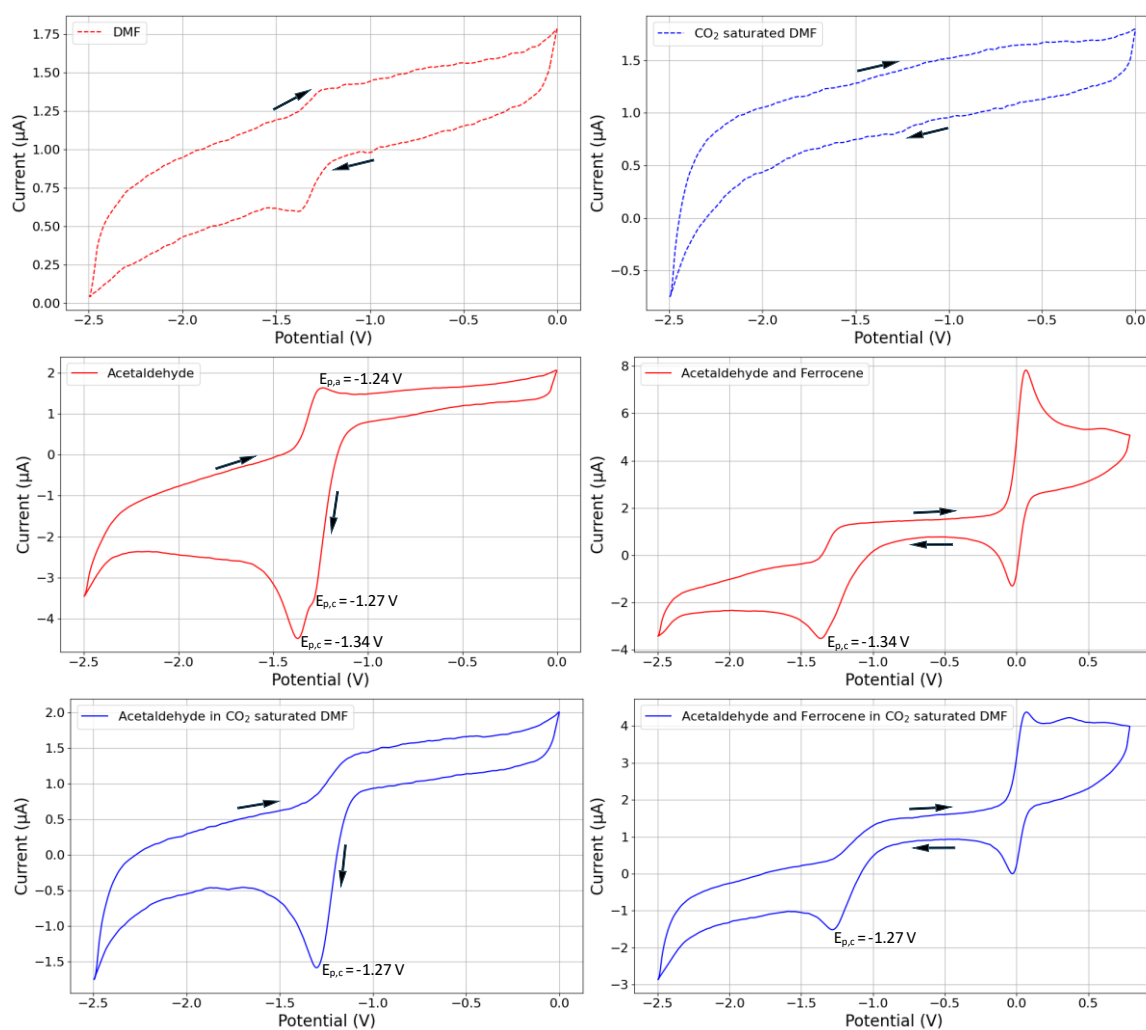 DMF
1.75
1.50
1.25
1.00
0.75
0.50
0.25
0.00
Current (µA)
−2.5 −2.0 −1.5 −1.0 −0.5 0.0
Potential (V)
CO₂ saturated DMF
1.5
1.0
0.5
0.0
−0.5
Current (µA)
−2.5 −2.0 −1.5 −1.0 −0.5 0.0
Potential (V)
Acetaldehyde
Eₚ,ₐ = -1.24 V
2
1
0
−1
−2
−3
−4
Current (µA)
Eₚ,c = -1.27 V
Eₚ,c = -1.34 V
−2.5 −2.0 −1.5 −1.0 −0.5 0.0
Potential (V)
Acetaldehyde and Ferrocene
8
6
4
2
0
−2
−4
Current (µA)
Eₚ,c = -1.34 V
−2.5 −2.0 −1.5 −1.0 −0.5 0.0 0.5
Potential (V)
Acetaldehyde in CO₂ saturated DMF
2.0
1.5
1.0
0.5
0.0
−0.5
−1.0
−1.5
Current (µA)
Eₚ,c = -1.27 V
−2.5 −2.0 −1.5 −1.0 −0.5 0.0
Potential (V)
Acetaldehyde and Ferrocene in CO₂ saturated DMF
4
3
2
1
0
−1
−2
−3
Current (µA)
Eₚ,c = -1.27 V
−2.5 −2.0 −1.5 −1.0 −0.5 0.0 0.5
Potential (V)